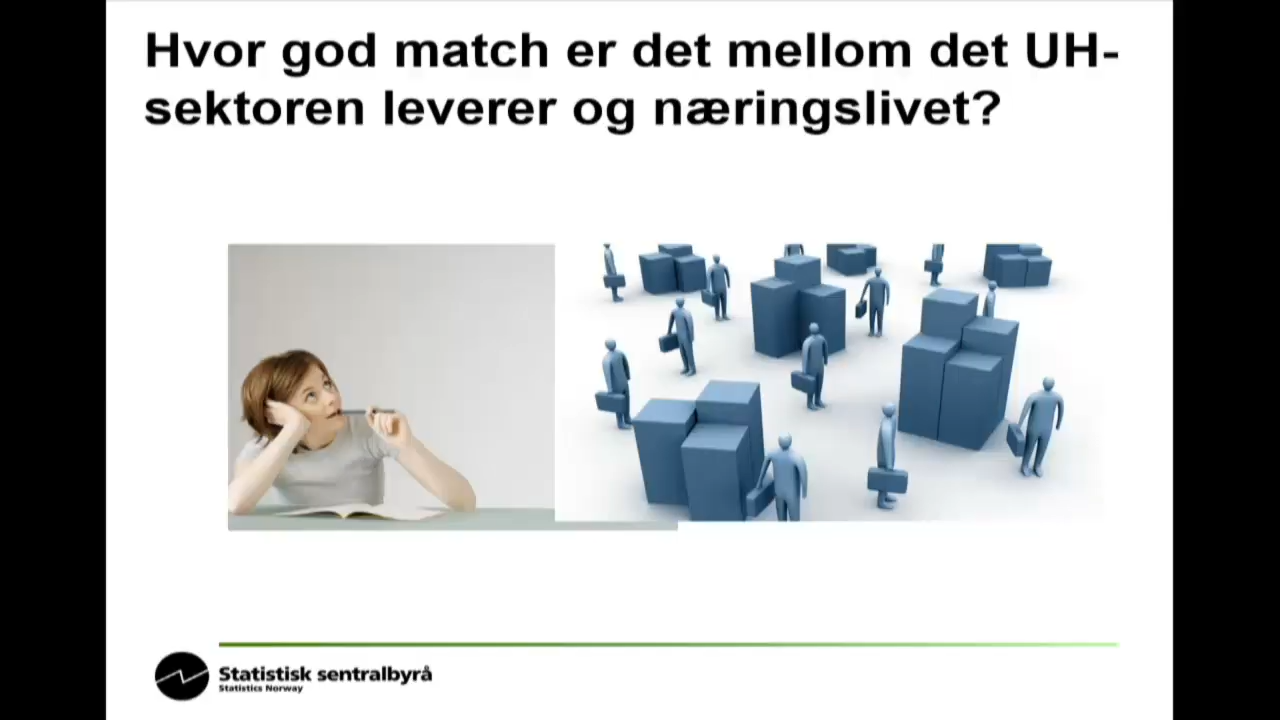 Hvor god match er det mellom det UH-
sektoren leverer og næringslivet?
Statistisk sentralbyrå
Statistics Norway